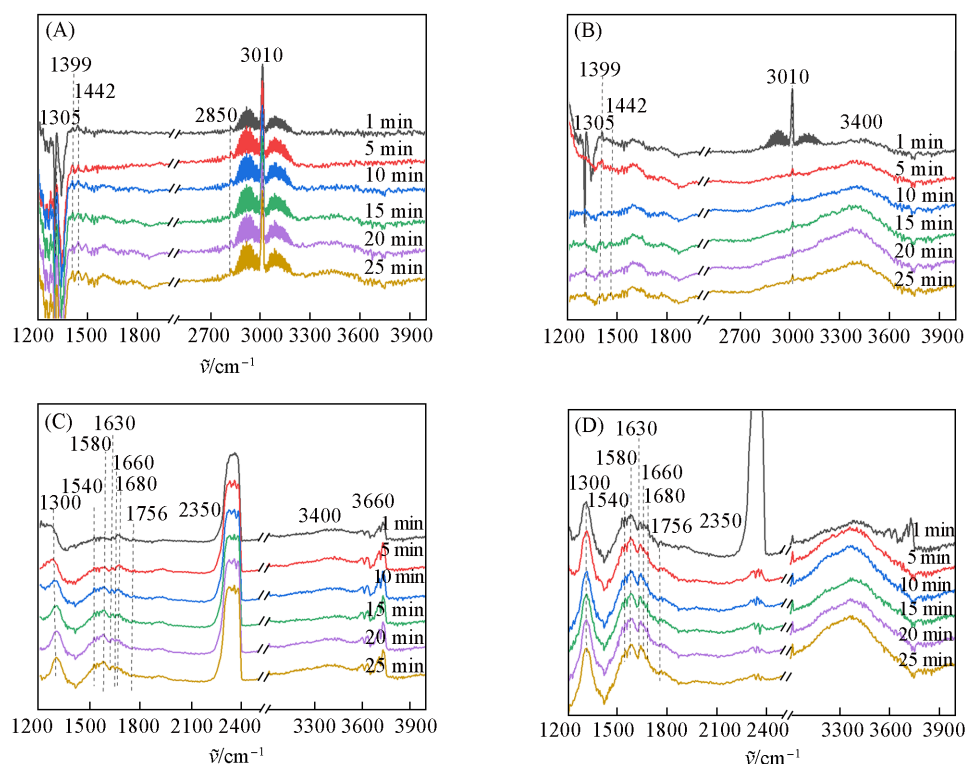 (A)
3010
1399
1442
1305
2850
1 min
5 min
10 min
15 min
20 min
25 min
1200 1500 1800 2700 3000 3300 3600 3900
ṽ/cm⁻¹
(B)
1399
3010
1442
1305
3400
1 min
5 min
10 min
15 min
20 min
25 min
1200 1500 1800 2700 3000 3300 3600 3900
ṽ/cm⁻¹
(C)
1630
1580
1660
1540
1680
1300
1756
2350
3400
3660
1 min
5 min
10 min
15 min
20 min
25 min
1200 1500 1800 2100 2400 3300 3600 3900
ṽ/cm⁻¹
(D)
1630
1580
1660
1300
1540
1680
1756
2350
3400
1 min
5 min
10 min
15 min
20 min
25 min
1200 1500 1800 2100 2400 3000 3300 3600 3900
ṽ/cm⁻¹